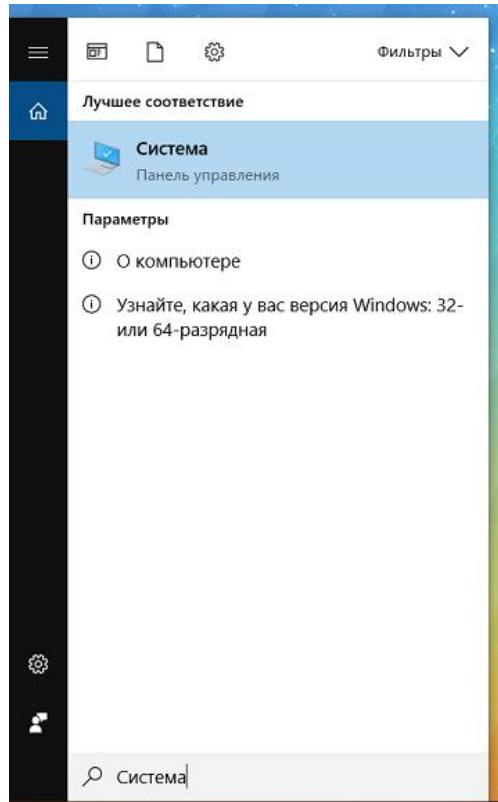 Фильтры
Лучшее соответствие
Система
Панель управления
Параметры
О компьютере
Узнайте, какая у вас версия Windows: 32-
или 64-разрядная
Система